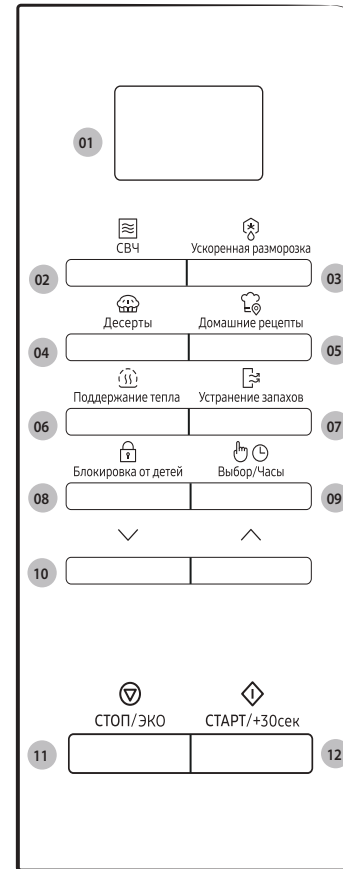 01
СВЧ
Ускоренная разморозка
02
03
Десерты
Домашние рецепты
04
05
Поддержание тепла
Устранение запахов
06
07
Блокировка от детей
Выбор/Часы
08
09
10
СТОП/ЭКО
СТАРТ/+30сек
11
12